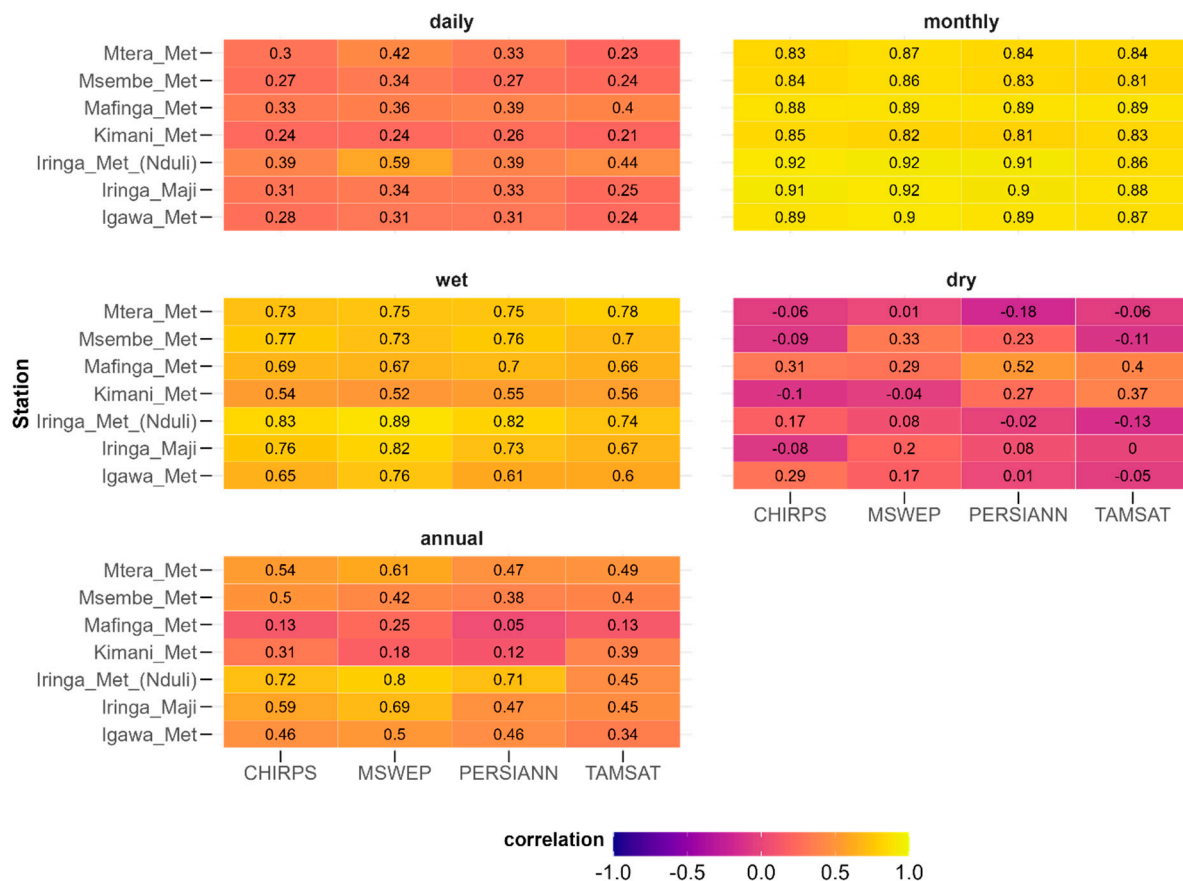 daily monthly
Mtera_Met 0.3 0.42 0.33 0.23 0.83 0.87 0.84 0.84
Msembe_Met 0.27 0.34 0.27 0.24 0.84 0.86 0.83 0.81
Mafinga_Met 0.33 0.36 0.39 0.4 0.88 0.89 0.89 0.89
Kimani_Met 0.24 0.24 0.26 0.21 0.85 0.82 0.81 0.83
Iringa_Met_(Nduli) 0.39 0.59 0.39 0.44 0.92 0.92 0.91 0.86
Iringa_Maji 0.31 0.34 0.33 0.25 0.91 0.92 0.9 0.88
Igawa_Met 0.28 0.31 0.31 0.24 0.89 0.9 0.89 0.87
wet dry
Mtera_Met 0.73 0.75 0.75 0.78 -0.06 0.01 -0.18 -0.06
Msembe_Met 0.77 0.73 0.76 0.7 -0.09 0.33 0.23 -0.11
Mafinga_Met 0.69 0.67 0.7 0.66 0.31 0.29 0.52 0.4
Kimani_Met 0.54 0.52 0.55 0.56 -0.1 -0.04 0.27 0.37
Iringa_Met_(Nduli) 0.83 0.89 0.82 0.74 0.17 0.08 -0.02 -0.13
Iringa_Maji 0.76 0.82 0.73 0.67 -0.08 0.2 0.08 0
Igawa_Met 0.65 0.76 0.61 0.6 0.29 0.17 0.01 -0.05
Station
CHIRPS MSWEP PERSIANN TAMSAT
annual
Mtera_Met 0.54 0.61 0.47 0.49
Msembe_Met 0.5 0.42 0.38 0.4
Mafinga_Met 0.13 0.25 0.05 0.13
Kimani_Met 0.31 0.18 0.12 0.39
Iringa_Met_(Nduli) 0.72 0.8 0.71 0.45
Iringa_Maji 0.59 0.69 0.47 0.45
Igawa_Met 0.46 0.5 0.46 0.34
CHIRPS MSWEP PERSIANN TAMSAT
correlation
-1.0 -0.5 0.0 0.5 1.0